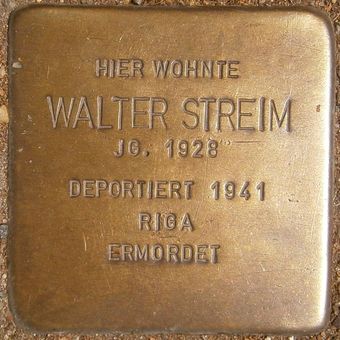 HIER WOHNTE
WALTER STREIM
JG. 1928
DEPORTIERT 1941
RIGA
ERMORDET